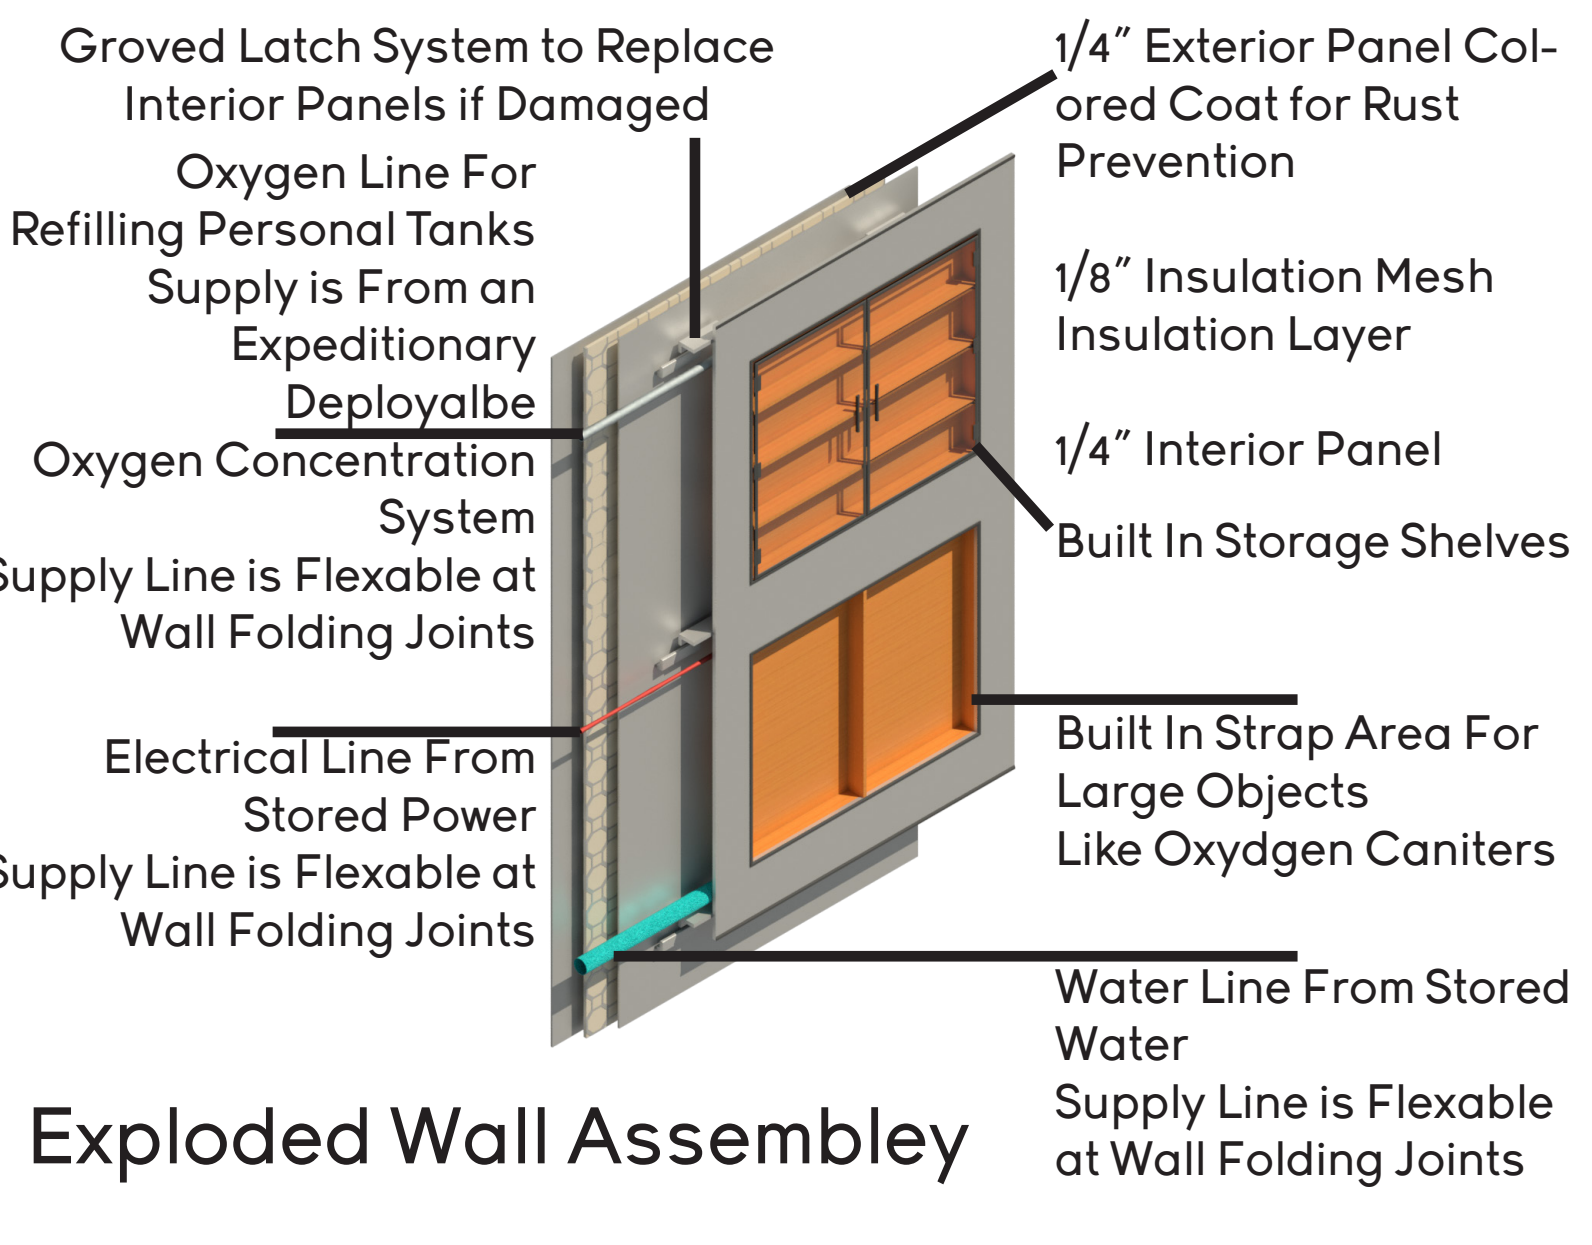 Groved Latch System to Replace
Interior Panels if Damaged
Oxygen Line For
Refilling Personal Tanks
Supply is From an
Expeditionary
Deployalbe
Oxygen Concentration
System
Supply Line is Flexable at
Wall Folding Joints
Electrical Line From
Stored Power
Supply Line is Flexable at
Wall Folding Joints
1/4" Exterior Panel Col-
ored Coat for Rust
Prevention
1/8" Insulation Mesh
Insulation Layer
1/4" Interior Panel
Built In Storage Shelves
Built In Strap Area For
Large Objects
Like Oxydgen Caniters
Water Line From Stored
Water
Supply Line is Flexable
at Wall Folding Joints
Exploded Wall Assembley